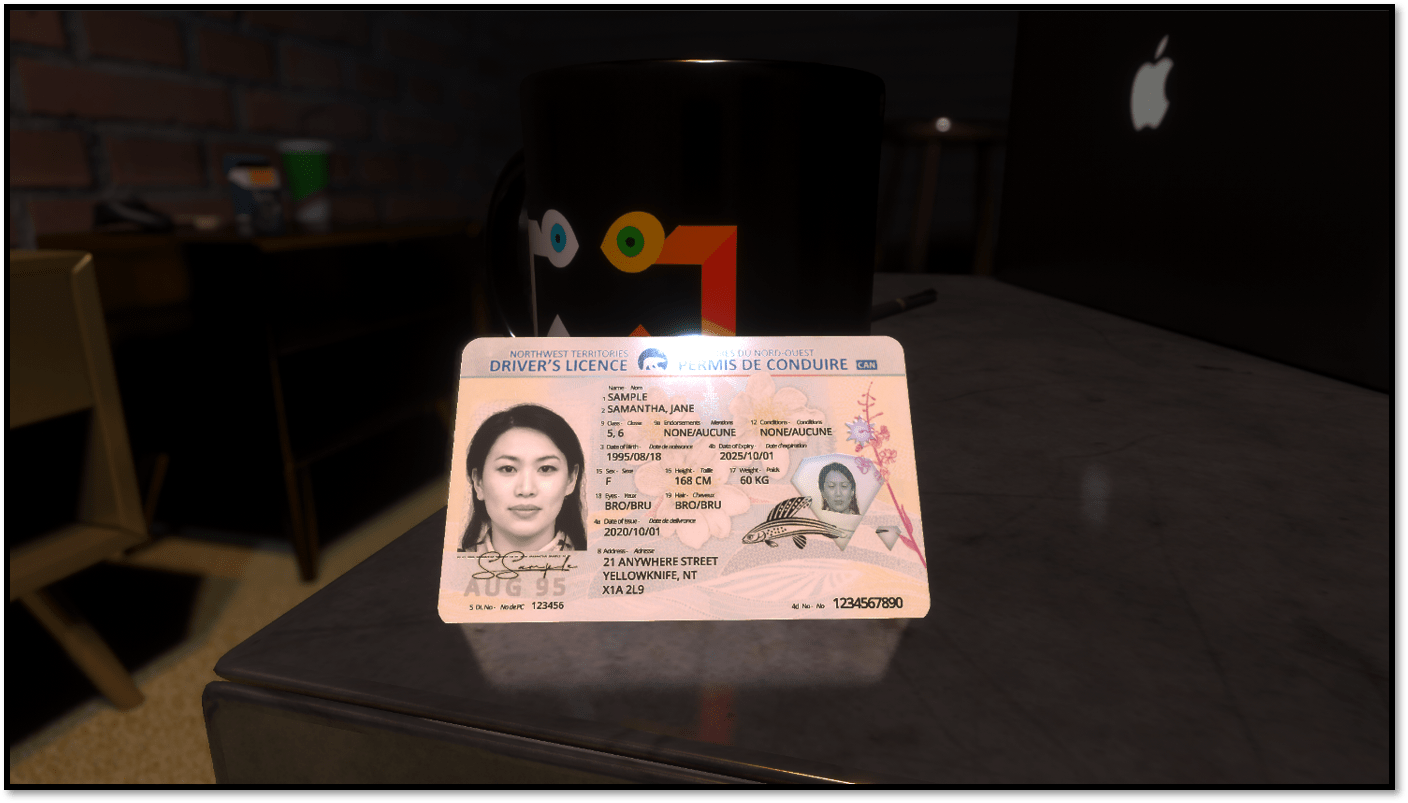 NORTHWEST TERRITORIES
DRIVER'S LICENCE
ES DU NORD-OUEST
PERMIS DE CONDUIRE CAN
Name Nom
1 SAMPLE
2 SAMANTHA, JANE
9 Class - Classe 9a Endorsements Mentions 12 Conditions - Conditions
5, 6 NONE/AUCUNE NONE/AUCUNE
3 Date of Birth - Date de naissance 4b Date of Expiry Date d'expiration
1995/08/18 2025/10/01
15 Sex - Sexe 16 Height - Taille 17 Weight - Poids
F 168 CM 60 KG
18 Eyes - Yeux 19 Hair - Cheveux
BRO/BRU BRO/BRU
4a Date of Issue - Date de délivrance
2020/10/01
8 Address - Adresse
21 ANYWHERE STREET
YELLOWKNIFE, NT
X1A 2L9
SSample
AUG 95
5 DL No - No de PC 123456
4d No - No 1234567890